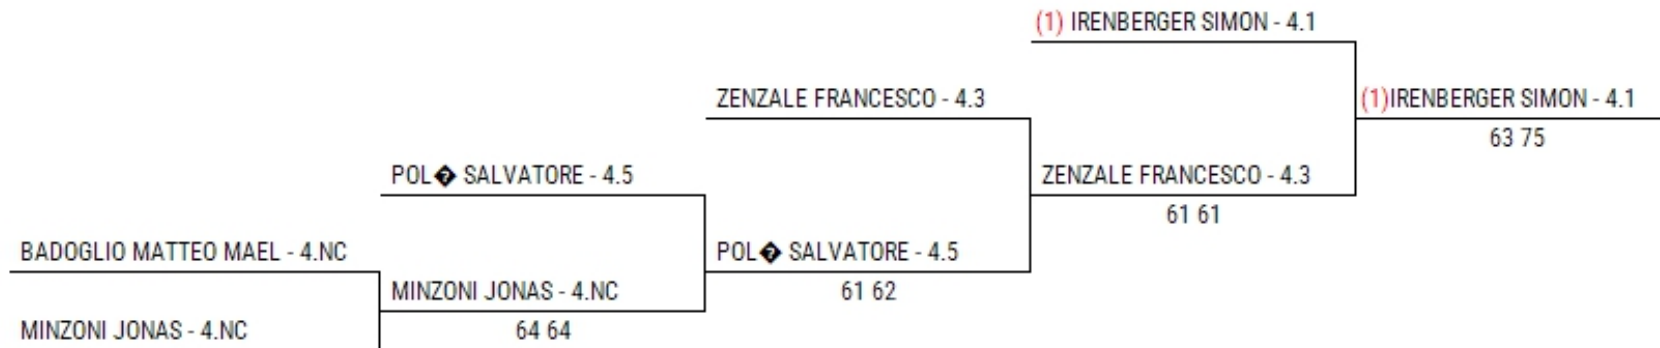 (1) IRENBERGER SIMON - 4.1
ZENZALE FRANCESCO - 4.3
(1)IRENBERGER SIMON - 4.1
63 75
POL� SALVATORE - 4.5
ZENZALE FRANCESCO - 4.3
61 61
BADOGLIO MATTEO MAEL - 4.NC
POL� SALVATORE - 4.5
MINZONI JONAS - 4.NC
61 62
MINZONI JONAS - 4.NC
64 64